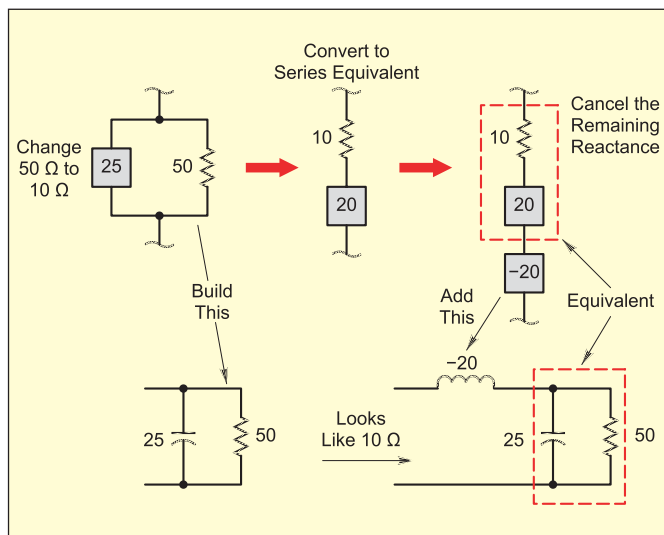 Convert to
Series Equivalent
Change
50 Ω to
10 Ω
25
50
10
20
10
20
−20
Cancel the
Remaining
Reactance
Build
This
Add
This
Equivalent
−20
25
50
Looks
Like 10 Ω
25
50